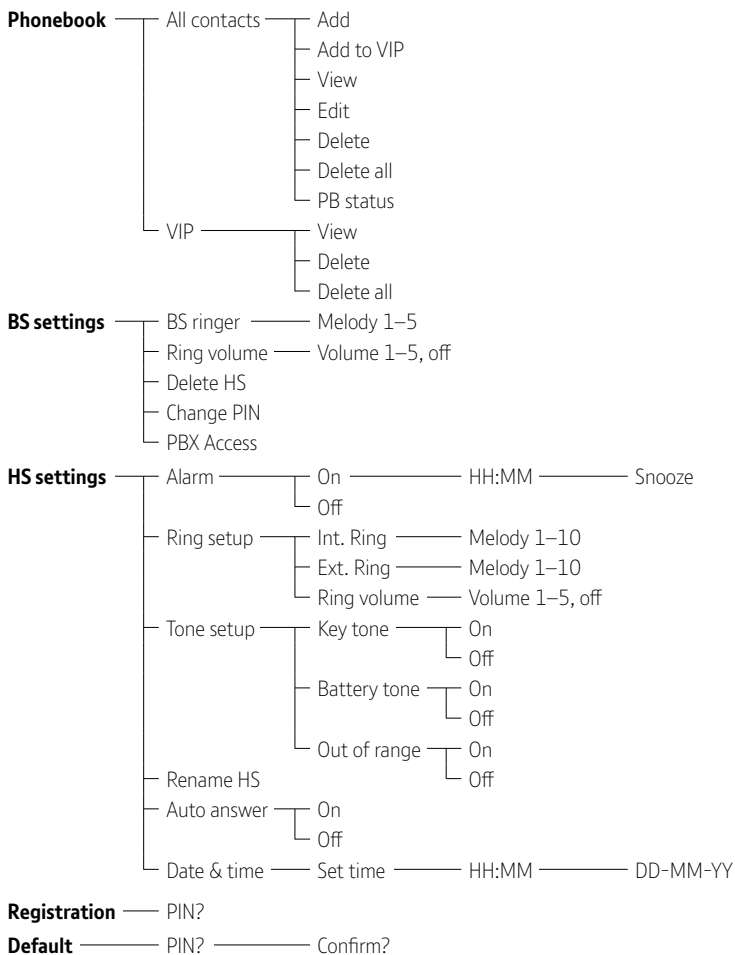 Phonebook All contacts Add
Add to VIP
View
Edit
Delete
Delete all
PB status
VIP View
Delete
Delete all
BS settings BS ringer Melody 1–5
Ring volume Volume 1–5, off
Delete HS
Change PIN
PBX Access
HS settings Alarm On HH:MM Snooze
Off
Ring setup Int. Ring Melody 1–10
Ext. Ring Melody 1–10
Ring volume Volume 1–5, off
Tone setup Key tone On
Off
Battery tone On
Off
Out of range On
Off
Rename HS
Auto answer On
Off
Date & time Set time HH:MM DD-MM-YY
Registration PIN?
Default PIN? Confirm?